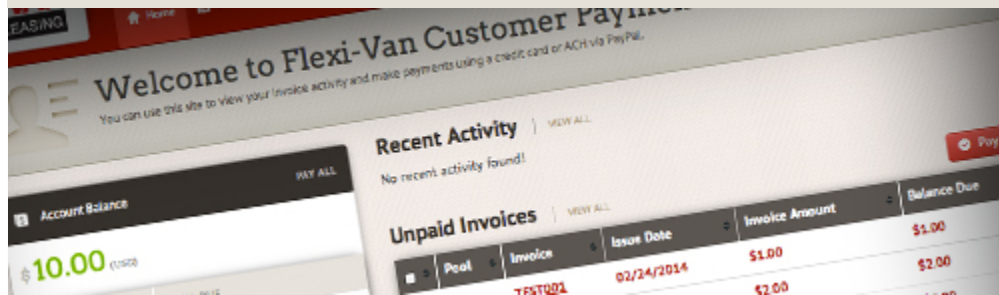 EASING
Home
Welcome to Flexi-Van Customer
You can use this site to view your invoice activity and make payments using a credit card or ACH via PayPal.
Account Balance
PAY ALL
$10.00 (USD)
Recent Activity | VIEW ALL
No recent activity found!
Pay
Unpaid Invoices | VIEW ALL
Pool Invoice Issue Date Invoice Amount Balance Due
TEST001 02/24/2014 $1.00 $1.00
$2.00 $2.00